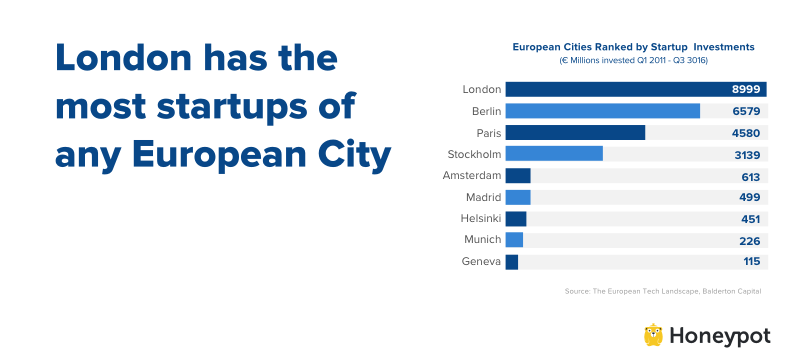 London has the
most startups of
any European City
European Cities Ranked by Startup Investments
(€ Millions invested Q1 2011 - Q3 3016)
London 8999
Berlin 6579
Paris 4580
Stockholm 3139
Amsterdam 613
Madrid 499
Helsinki 451
Munich 226
Geneva 115
Source: The European Tech Landscape, Balderton Capital
Honeypot